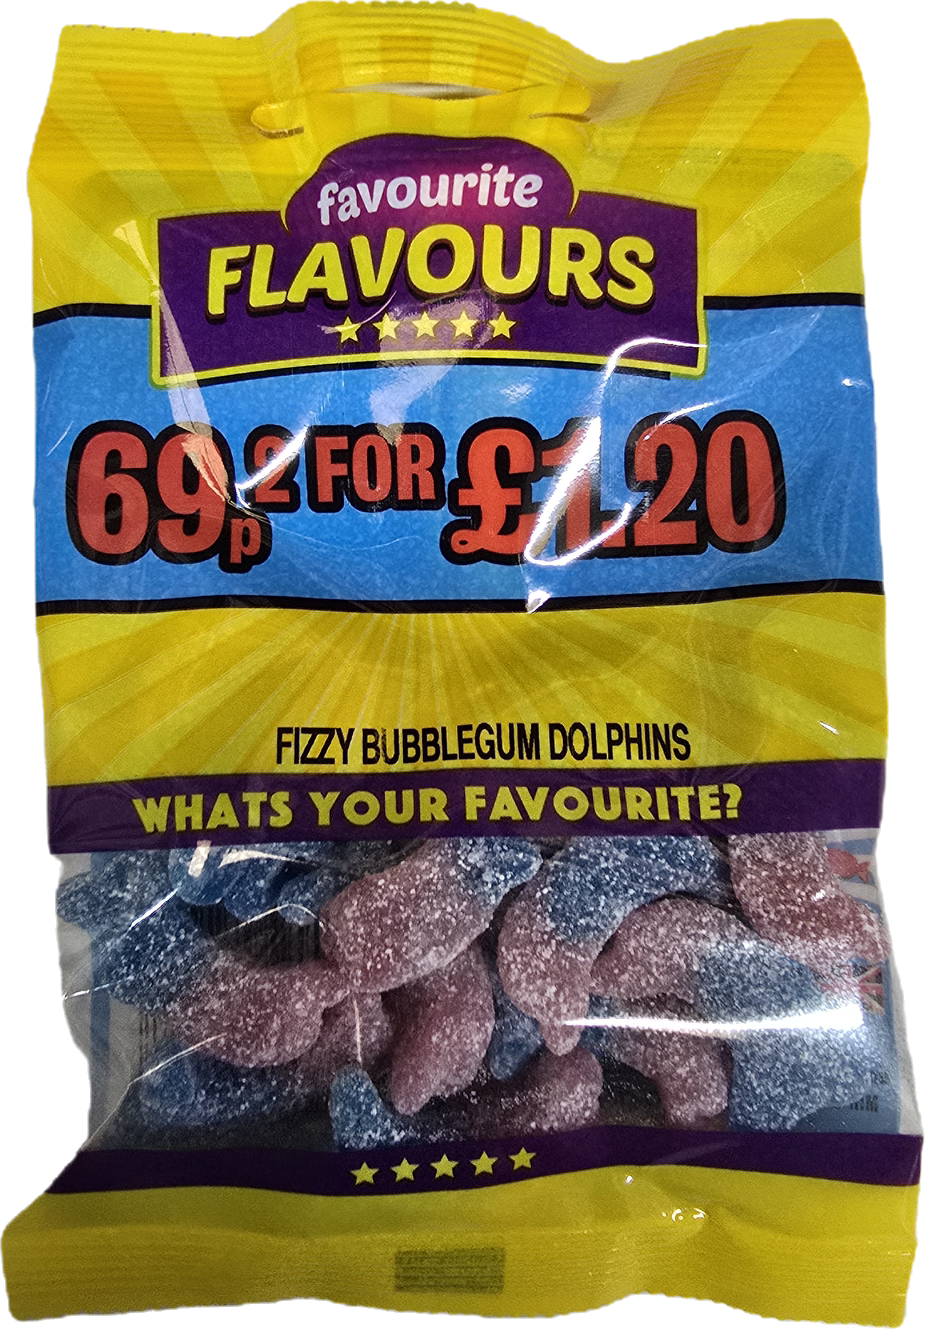 favourite
FLAVOURS
69p 2 FOR £1.20
FIZZY BUBBLEGUM DOLPHINS
WHATS YOUR FAVOURITE?